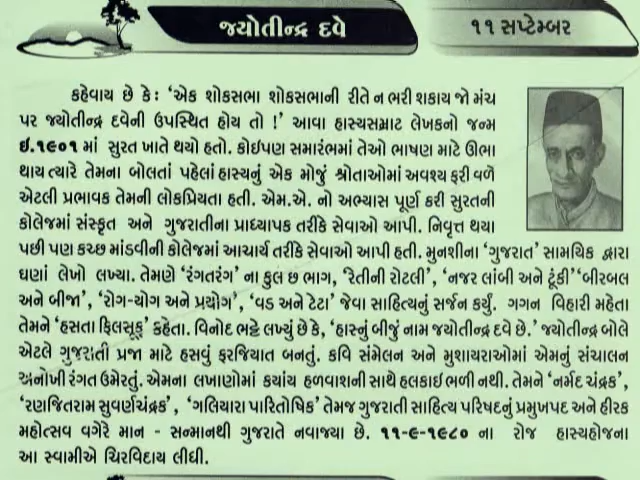 જ્યોતીન્દ્ર દવે
૧૧ સપ્ટેમ્બર
કહેવાય છે કે: ‘એક શોકસભા શોકસભાની રીતે ન ભરી શકાય જો મંચ
પર જ્યોતીન્દ્ર દવેની ઉપસ્થિત હોય તો !’ આવા હાસ્યસમ્રાટ લેખકનો જન્મ
ઇ.૧૯૦૧ માં સુરત ખાતે થયો હતો. કોઇપણ સમારંભમાં તેઓ ભાષણ માટે ઊભા
થાય ત્યારે તેમના બોલતાં પહેલાં હાસ્યનું એક મોજું શ્રોતાઓમાં અવશ્ય ફરી વળે
એટલી પ્રભાવક તેમની લોકપ્રિયતા હતી. એમ.એ. નો અભ્યાસ પૂર્ણ કરી સુરતની
કોલેજમાં સંસ્કૃત અને ગુજરાતીના પ્રાધ્યાપક તરીકે સેવાઓ આપી. નિવૃત્ત થયા
પછી પણ કચ્છ માંડવીની કોલેજમાં આચાર્ય તરીકે સેવાઓ આપી હતી. મુનશીના ‘ગુજરાત’ સામયિક દ્વારા
ઘણાં લેખો લખ્યા. તેમણે ‘રંગતરંગ’ ના કુલ છ ભાગ, ‘રેતીની રોટલી’, ‘નજર લાંબી અને ટૂંકી’ ‘બીરબલ
અને બીજા’, ‘રોગ-યોગ અને પ્રયોગ’, ‘વડ અને ટેટા’ જેવા સાહિત્યનું સર્જન કર્યું. ગગન વિહારી મહેતા
તેમને ‘હસતા ફિલસૂફ’ કહેતા. વિનોદ ભટ્ટે લખ્યું છે કે, ‘હાસ્નું બીજું નામ જયોતીન્દ્ર દવે છે.’ જ્યોતીન્દ્ર બોલે
એટલે ગુજરાતી પ્રજા માટે હસવું ફરજિયાત બનતું. કવિ સંમેલન અને મુશાયરાઓમાં એમનું સંચાલન
અનોખી રંગત ઉમેરતું. એમના લખાણોમાં કયાંય હળવાશની સાથે હલકાઇ ભળી નથી. તેમને ‘નર્મદ ચંદ્રક’,
‘રણજિતરામ સુવર્ણચંદ્રક’, ‘ગલિયારા પારિતોષિક’ તેમજ ગુજરાતી સાહિત્ય પરિષદનું પ્રમુખપદ અને હીરક
મહોત્સવ વગેરે માન - સન્માનથી ગુજરાતે નવાજ્યા છે. ૧૧-૯-૧૯૮૦ ના રોજ હાસ્યહોજના
આ સ્વામીએ ચિરવિદાય લીધી.